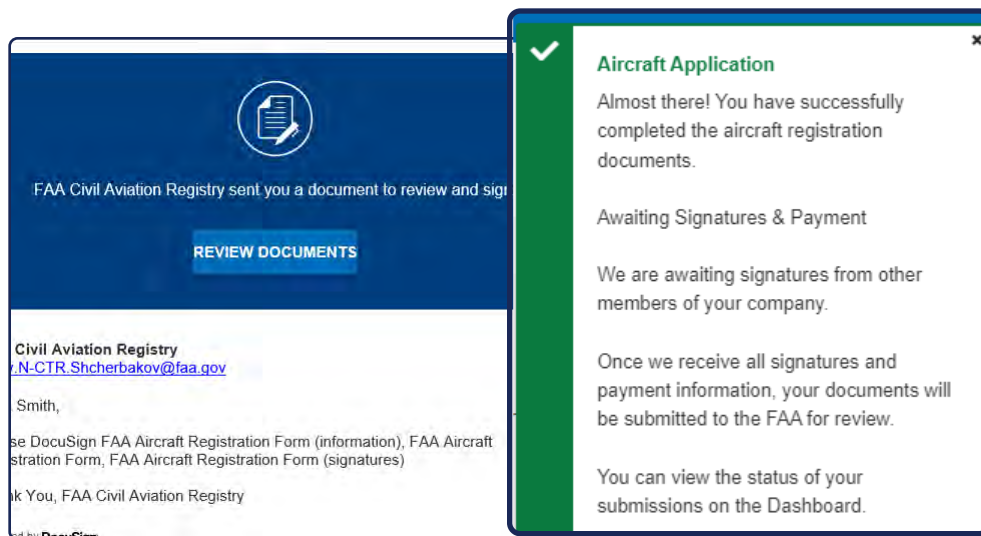 FAA Civil Aviation Registry sent you a document to review and
REVIEW DOCUMENTS
Civil Aviation Registry
.N-CTR.Shcherbakov@faa.gov
Smith,
se DocuSign FAA Aircraft Registration Form (information), FAA Aircraft
stration Form, FAA Aircraft Registration Form (signatures)
k You, FAA Civil Aviation Registry
by DocuSign
Aircraft Application
Almost there! You have successfully
completed the aircraft registration
documents.
Awaiting Signatures & Payment
We are awaiting signatures from other
members of your company.
Once we receive all signatures and
payment information, your documents will
be submitted to the FAA for review.
You can view the status of your
submissions on the Dashboard.